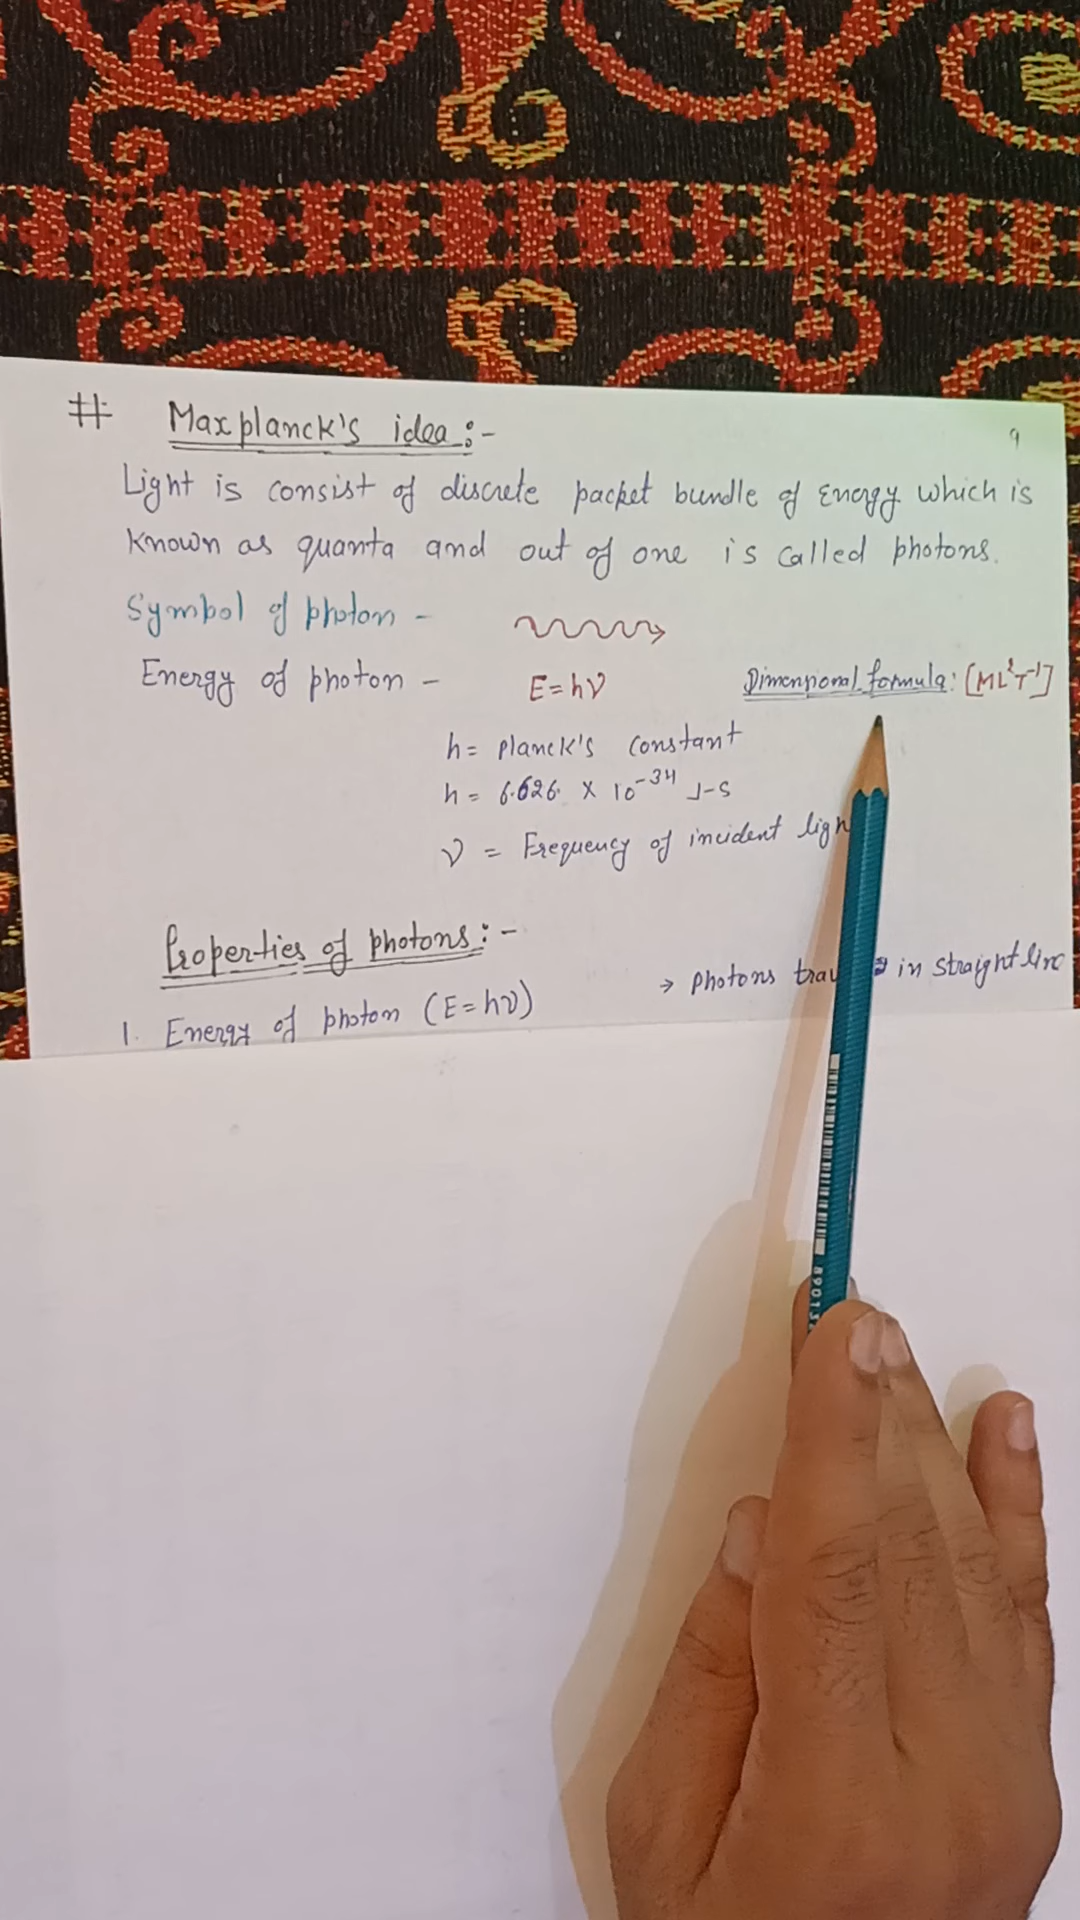 # Maxplanck's idea :-
9
Light is consist of discrete packet bundle of Energy which is
known as quanta and out of one is called photons.
Symbol of photon -
Energy of photon - E=hν Dimensional formula: [ML²T⁻¹]
h= planck's constant
h = 6.626 × 10⁻³⁴ J-s
ν = Frequency of incident ligh
Properties of photons :-
→ photons in straight line
1. Energy of photon (E=hν)